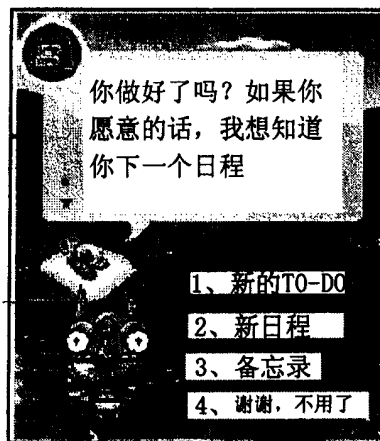 你做好了吗？如果你
愿意的话，我想知道
你下一个日程
1、新的TO-DO
2、新日程
3、备忘录
4、谢谢，不用了